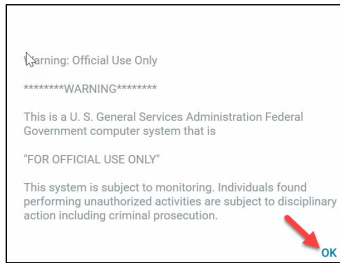 Warning: Official Use Only
********WARNING********
This is a U. S. General Services Administration Federal
Government computer system that is
"FOR OFFICIAL USE ONLY"
This system is subject to monitoring. Individuals found
performing unauthorized activities are subject to disciplinary
action including criminal prosecution.
OK